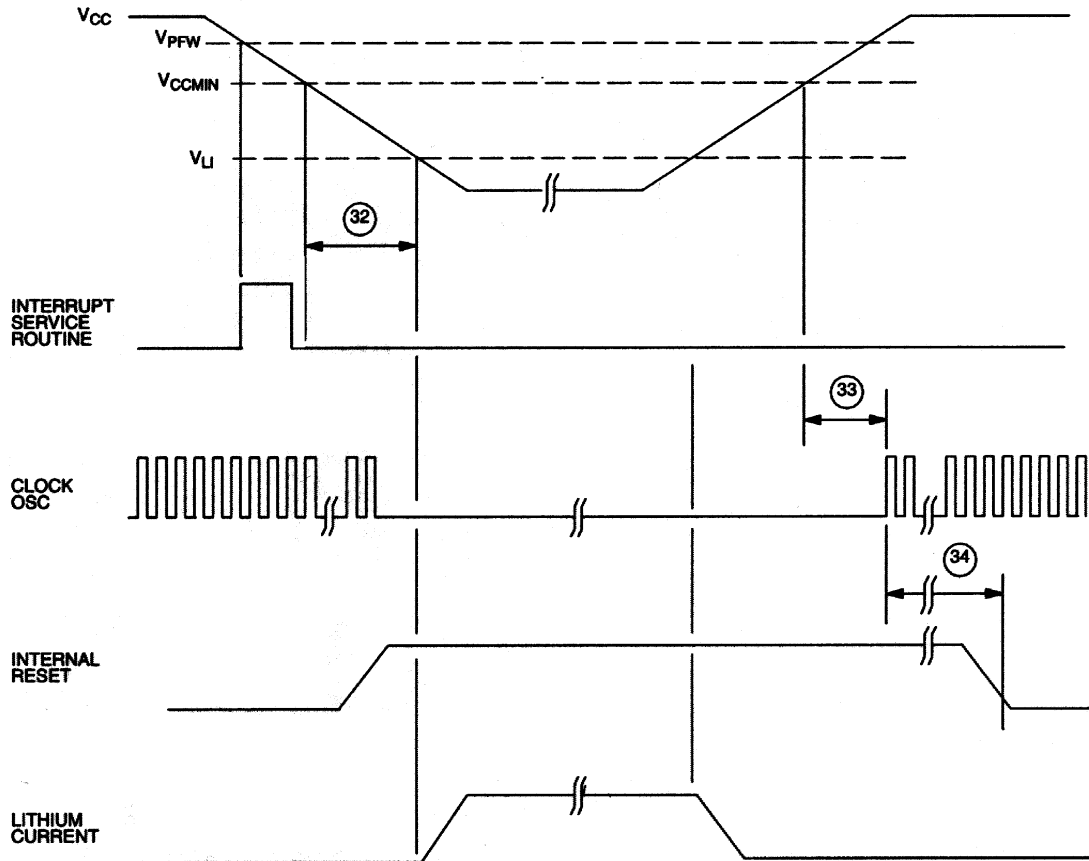 VCC
VPFW
VCCMIN
VLI
32
INTERRUPT
SERVICE
ROUTINE
33
CLOCK
OSC
34
INTERNAL
RESET
LITHIUM
CURRENT